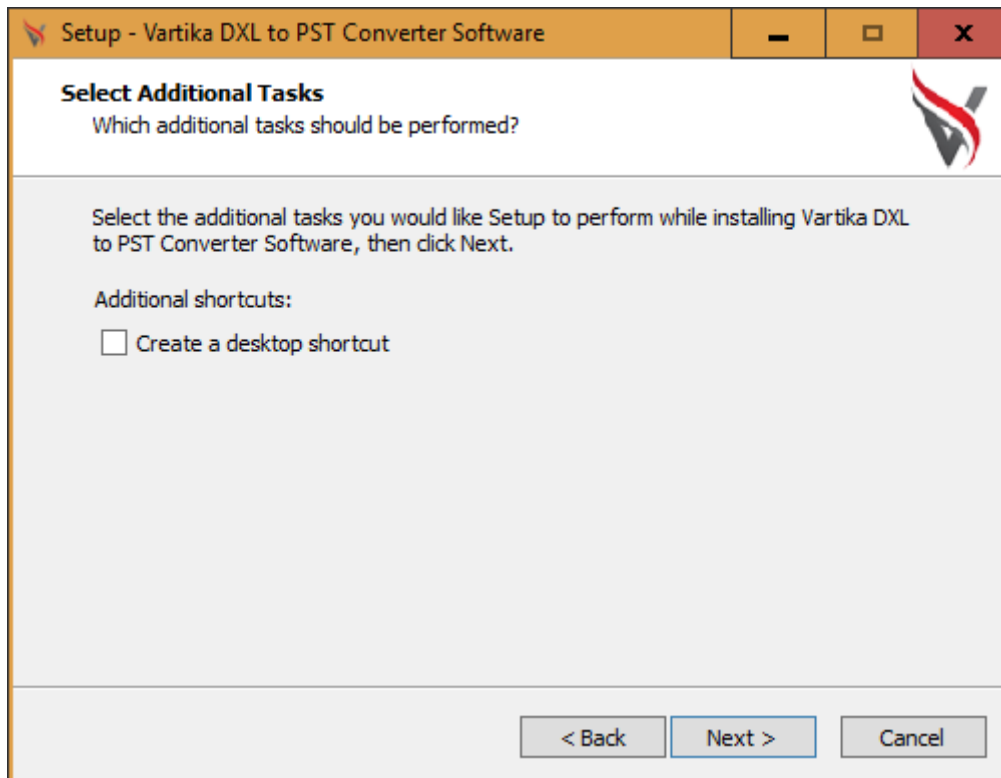 Setup - Vartika DXL to PST Converter Software
Select Additional Tasks
Which additional tasks should be performed?
Select the additional tasks you would like Setup to perform while installing Vartika DXL
to PST Converter Software, then click Next.
Additional shortcuts:
Create a desktop shortcut
< Back Next > Cancel